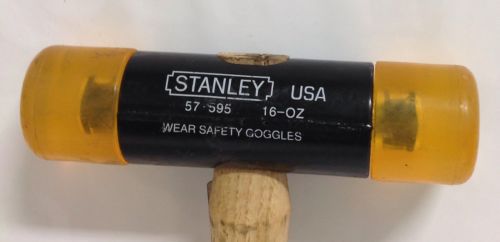 STANLEY USA
57-595 16-OZ
WEAR SAFETY GOGGLES